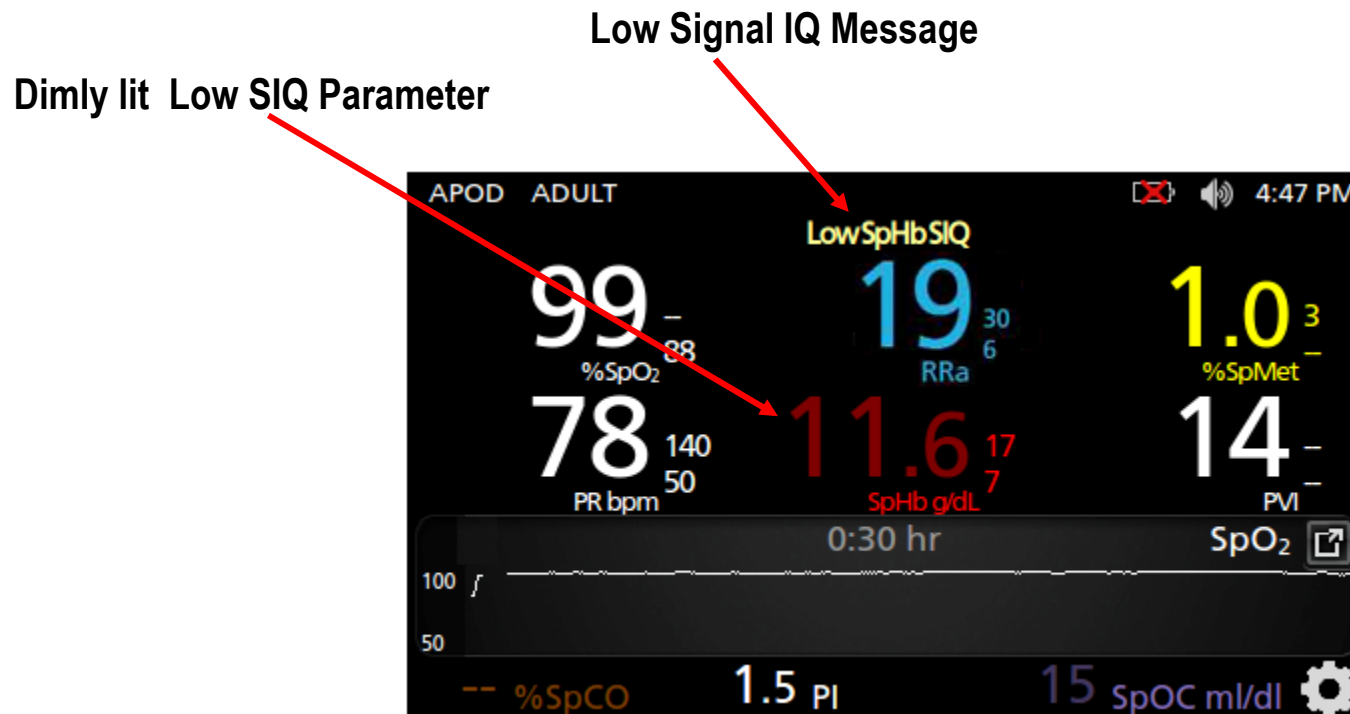 Low Signal IQ Message
Dimly lit Low SIQ Parameter
APOD ADULT 4:47 PM
Low SpHb SIQ
99 -- 88 %SpO₂
19 30 6 RRa
1.0 3 -- %SpMet
78 140 50 PR bpm
11.6 17 7 SpHb g/dL
14 -- -- PVI
0:30 hr SpO₂
100
50
-- %SpCO 1.5 PI 15 SpOC ml/dl